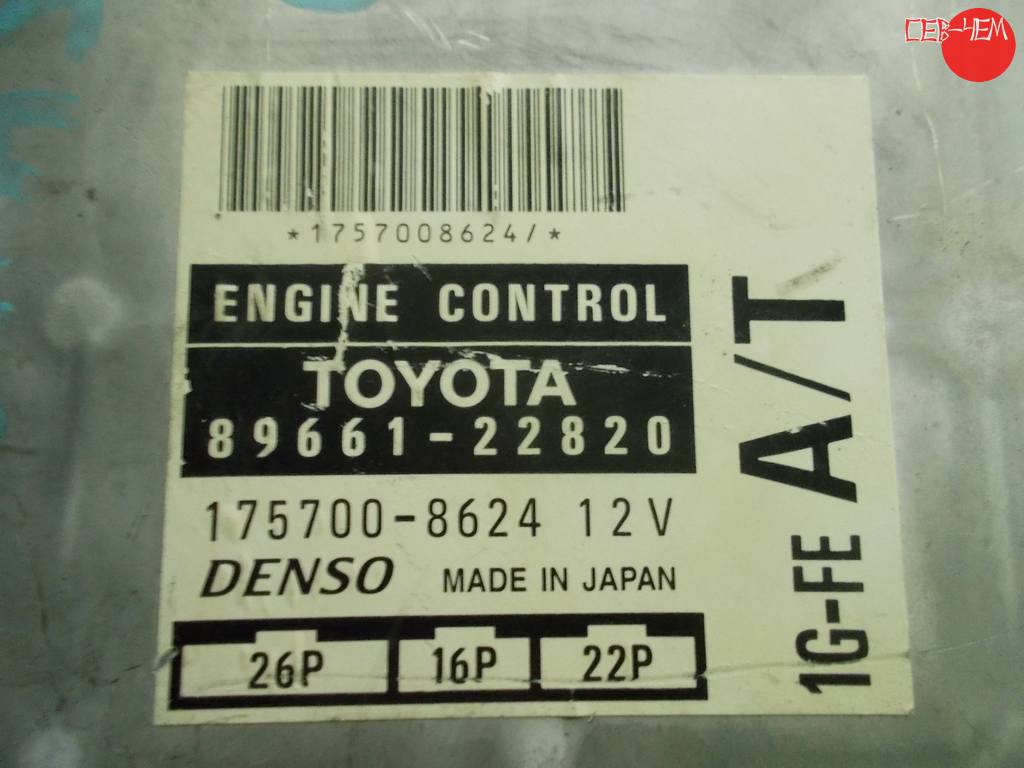 СЕВ-ЧЕМ
*1757008624/*
ENGINE CONTROL
TOYOTA
89661-22820
175700-8624 12V
DENSO MADE IN JAPAN
26P 16P 22P
1G-FE A/T